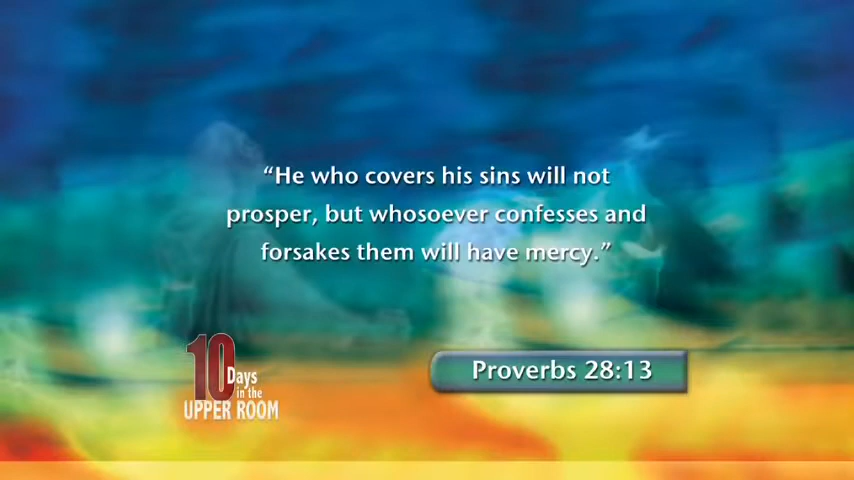 “He who covers his sins will not
prosper, but whosoever confesses and
forsakes them will have mercy.”
Proverbs 28:13
10
Days
in the
UPPER ROOM